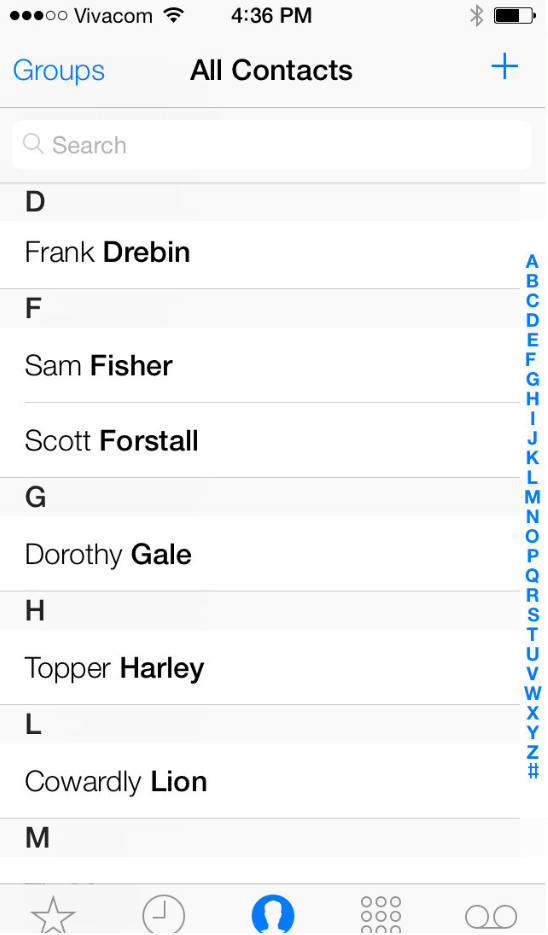 Vivacom 4:36 PM
Groups All Contacts +
Search
D
Frank Drebin
F
Sam Fisher
Scott Forstall
G
Dorothy Gale
H
Topper Harley
L
Cowardly Lion
M
A
B
C
D
E
F
G
H
I
J
K
L
M
N
O
P
Q
R
S
T
U
V
W
X
Y
Z
#